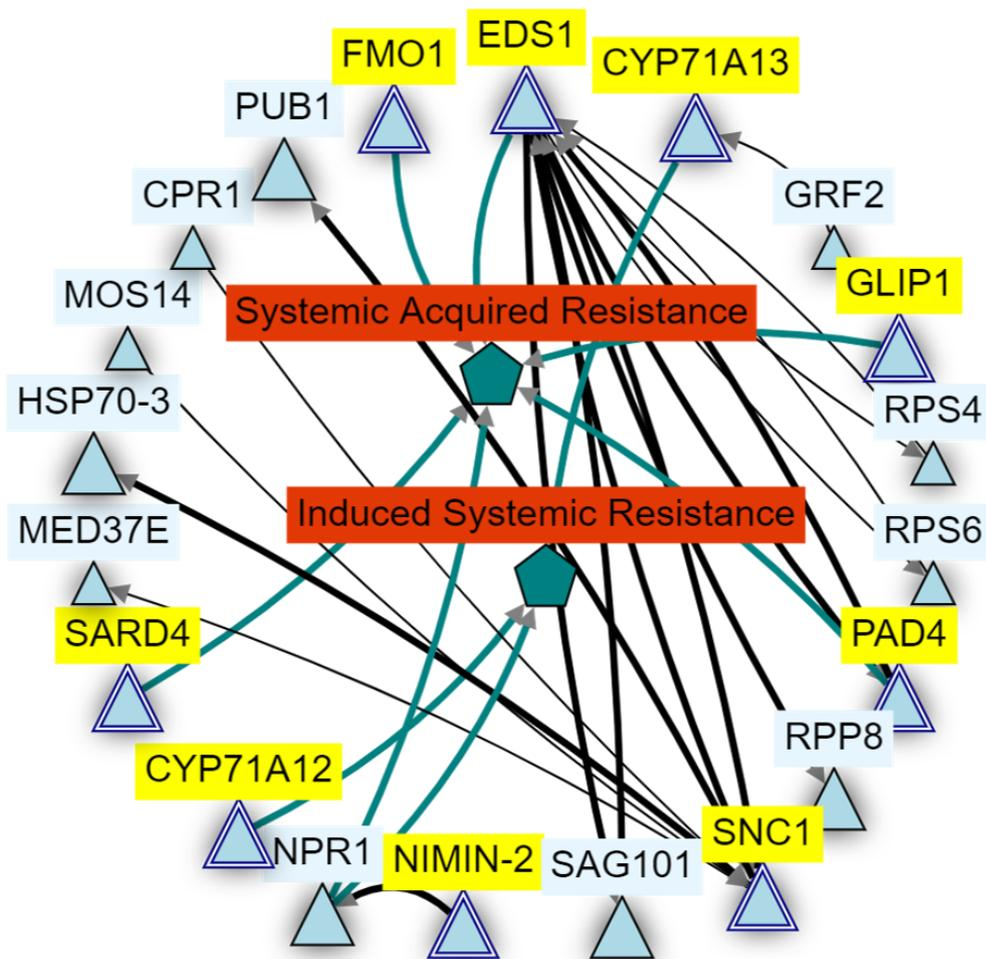 EDS1
FMO1
CYP71A13
PUB1
CPR1
GRF2
MOS14
GLIP1
Systemic Acquired Resistance
HSP70-3
RPS4
Induced Systemic Resistance
MED37E
RPS6
SARD4
PAD4
RPP8
CYP71A12
SNC1
NPR1
NIMIN-2
SAG101